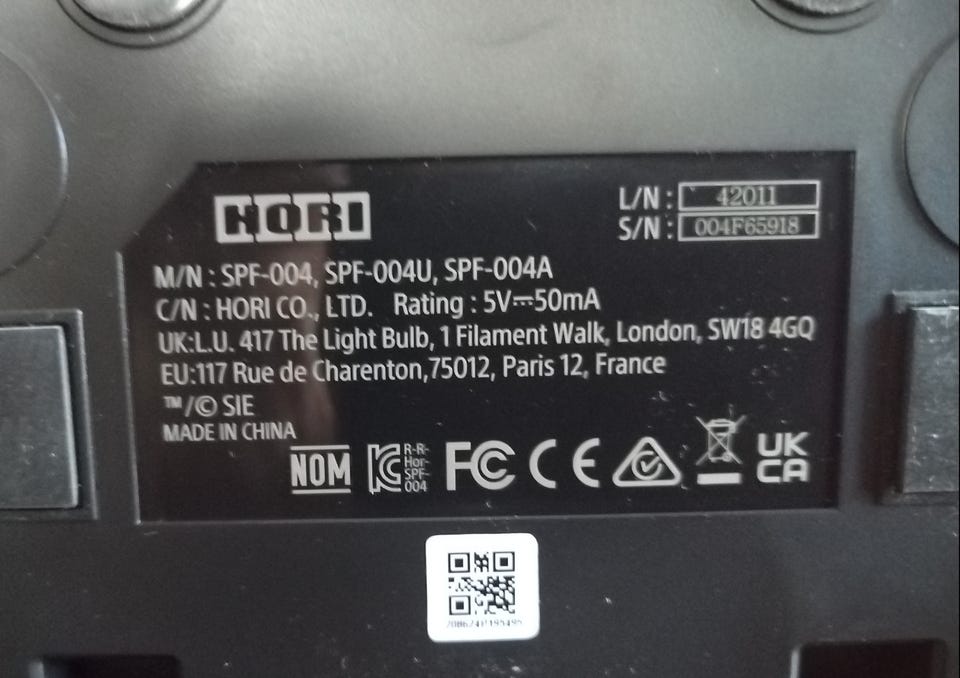 HORI
L/N : 42011
S/N : 004F65918
M/N : SPF-004, SPF-004U, SPF-004A
C/N : HORI CO., LTD. Rating : 5V⎓50mA
UK:L.U. 417 The Light Bulb, 1 Filament Walk, London, SW18 4GQ
EU:117 Rue de Charenton,75012, Paris 12, France
™/© SIE
MADE IN CHINA
NOM
R-R-
Hor-
SPF-
004
FC CE
UK
CA